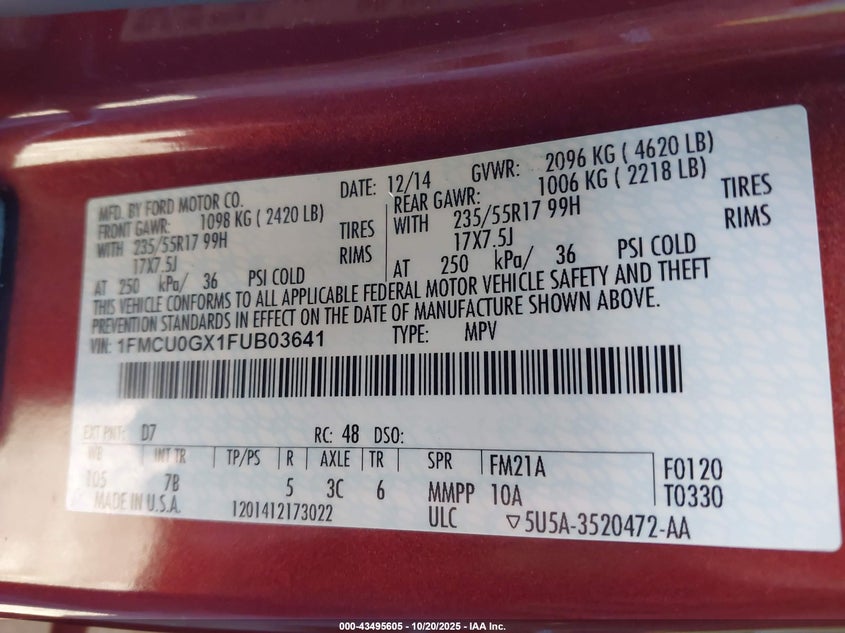 MFD. BY FORD MOTOR CO. DATE: 12/14 GVWR: 2096 KG ( 4620 LB)
FRONT GAWR: 1098 KG ( 2420 LB) REAR GAWR: 1006 KG ( 2218 LB)
WITH 235/55R17 99H TIRES WITH 235/55R17 99H TIRES
17X7.5J RIMS 17X7.5J RIMS
AT 250 kPa/ 36 PSI COLD AT 250 kPa/ 36 PSI COLD
THIS VEHICLE CONFORMS TO ALL APPLICABLE FEDERAL MOTOR VEHICLE SAFETY AND THEFT
PREVENTION STANDARDS IN EFFECT ON THE DATE OF MANUFACTURE SHOWN ABOVE.
VIN: 1FMCU0GX1FUB03641 TYPE: MPV
EXT PNT: D7 RC: 48 DSO:
WB INT TR TP/PS R AXLE TR SPR FM21A F0120
105 7B 5 3C 6 MMPP 10A T0330
MADE IN U.S.A. 1201412173022 ULC ▽5U5A-3520472-AA
000-43495605 - 10/20/2025 - IAA Inc.